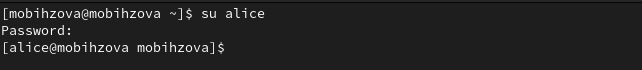 [mobihzova@mobihzova ~]$ su alice
Password:
[alice@mobihzova mobihzova]$